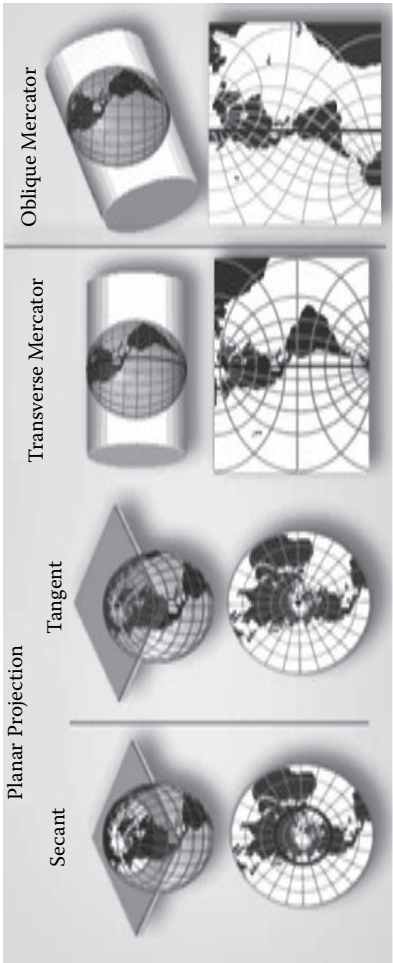 Planar Projection
Secant
Tangent
Transverse Mercator
Oblique Mercator